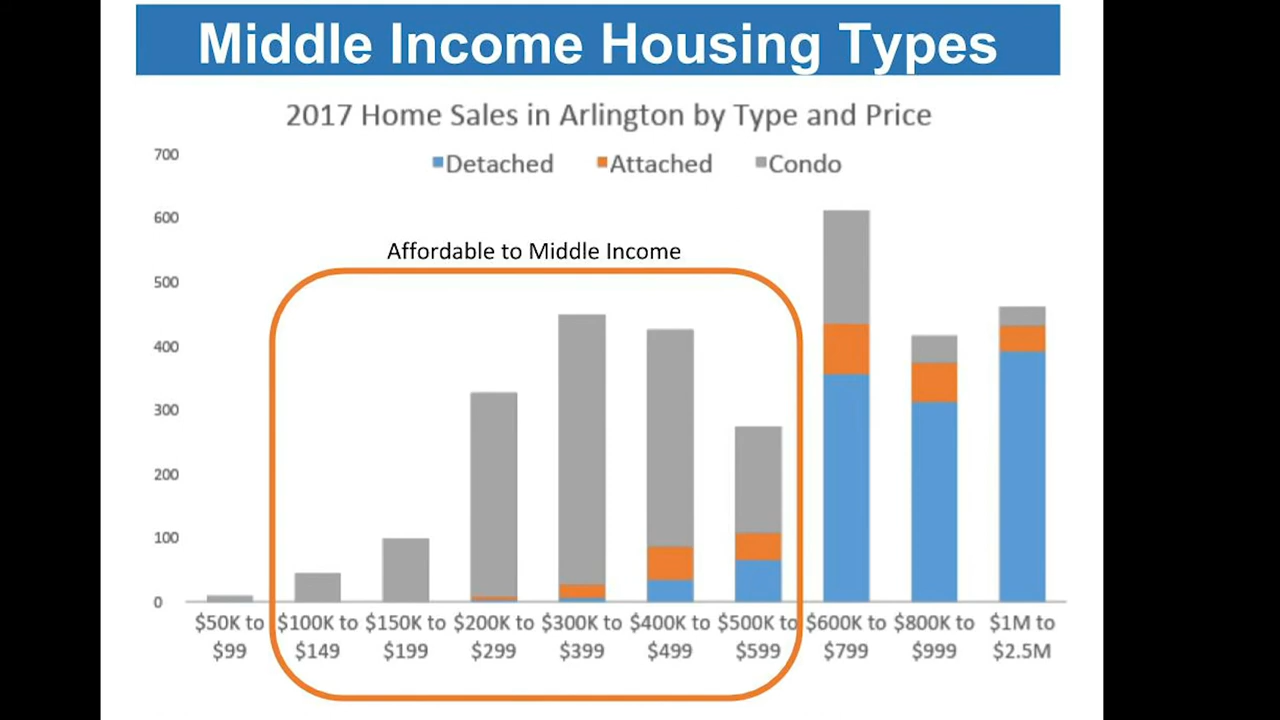 Middle Income Housing Types
2017 Home Sales in Arlington by Type and Price
Detached Attached Condo
700
600
Affordable to Middle Income
500
400
300
200
100
0
$50K to $100K to $150K to $200K to $300K to $400K to $500K to $600K to $800K to $1M to
$99 $149 $199 $299 $399 $499 $599 $799 $999 $2.5M